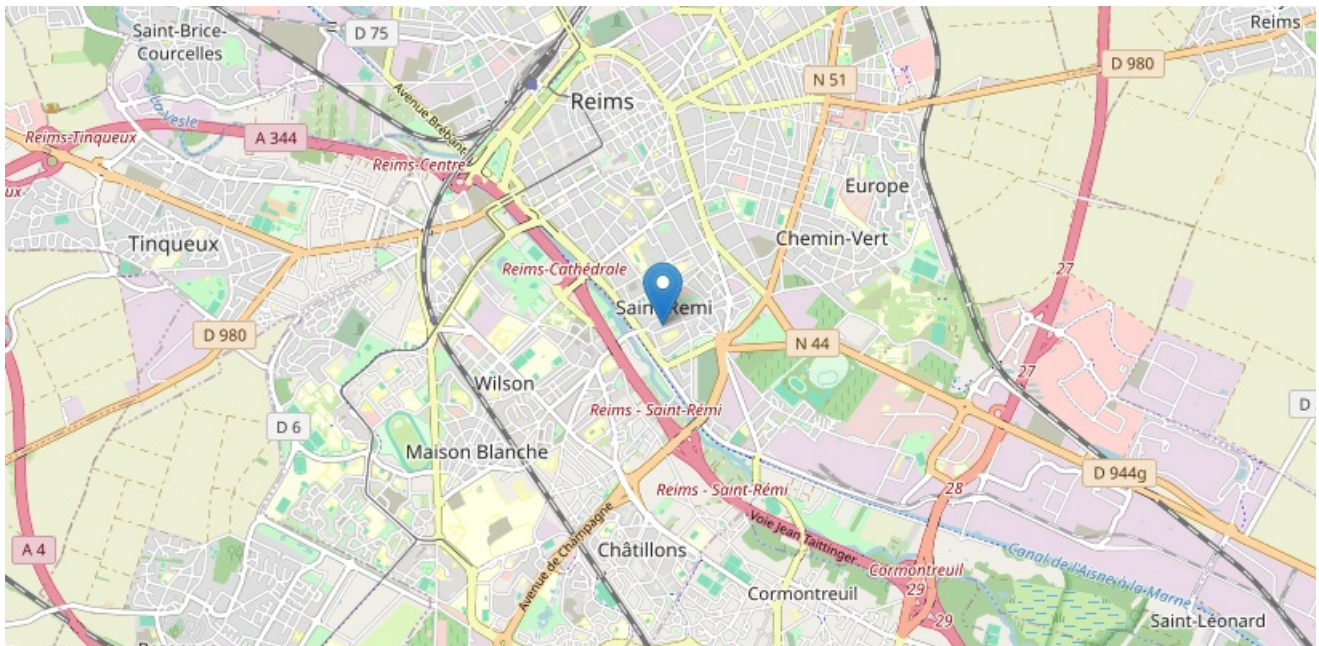 Saint-Brice-
Courcelles
D 75
Reims
La Vesle
Avenue Brébant
Reims
N 51
D 980
Reims-Tinqueux
A 344
Reims-Centre
Europe
Tinqueux
Chemin-Vert
Reims-Cathédrale
27
D 980
N 44
Wilson
27
Reims - Saint-Rémi
D 6
Maison Blanche
D 944g
Reims - Saint-Rémi
28
A 4
Avenue de Champagne
Voie Jean Taittinger
Châtillons
Canal de l'Aisne à la Marne
Cormontreuil
29
Cormontreuil
29
Saint-Léonard